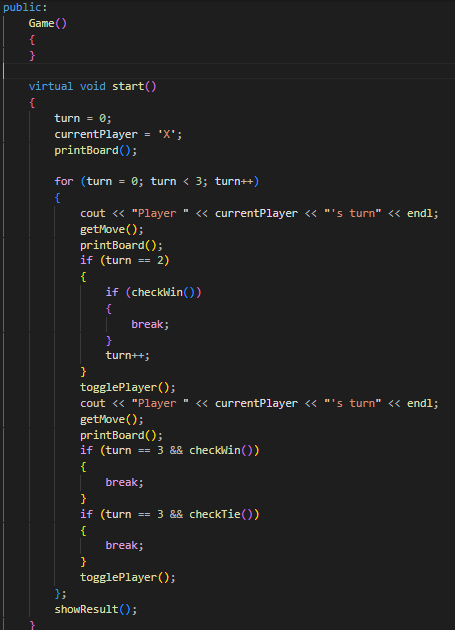 public:
    Game()
    {
    }

    virtual void start()
    {
        turn = 0;
        currentPlayer = 'X';
        printBoard();

        for (turn = 0; turn < 3; turn++)
        {
            cout << "Player " << currentPlayer << "'s turn" << endl;
            getMove();
            printBoard();
            if (turn == 2)
            {
                if (checkWin())
                {
                    break;
                }
                turn++;
            }
            togglePlayer();
            cout << "Player " << currentPlayer << "'s turn" << endl;
            getMove();
            printBoard();
            if (turn == 3 && checkWin())
            {
                break;
            }
            if (turn == 3 && checkTie())
            {
                break;
            }
            togglePlayer();
        };
        showResult();
    }